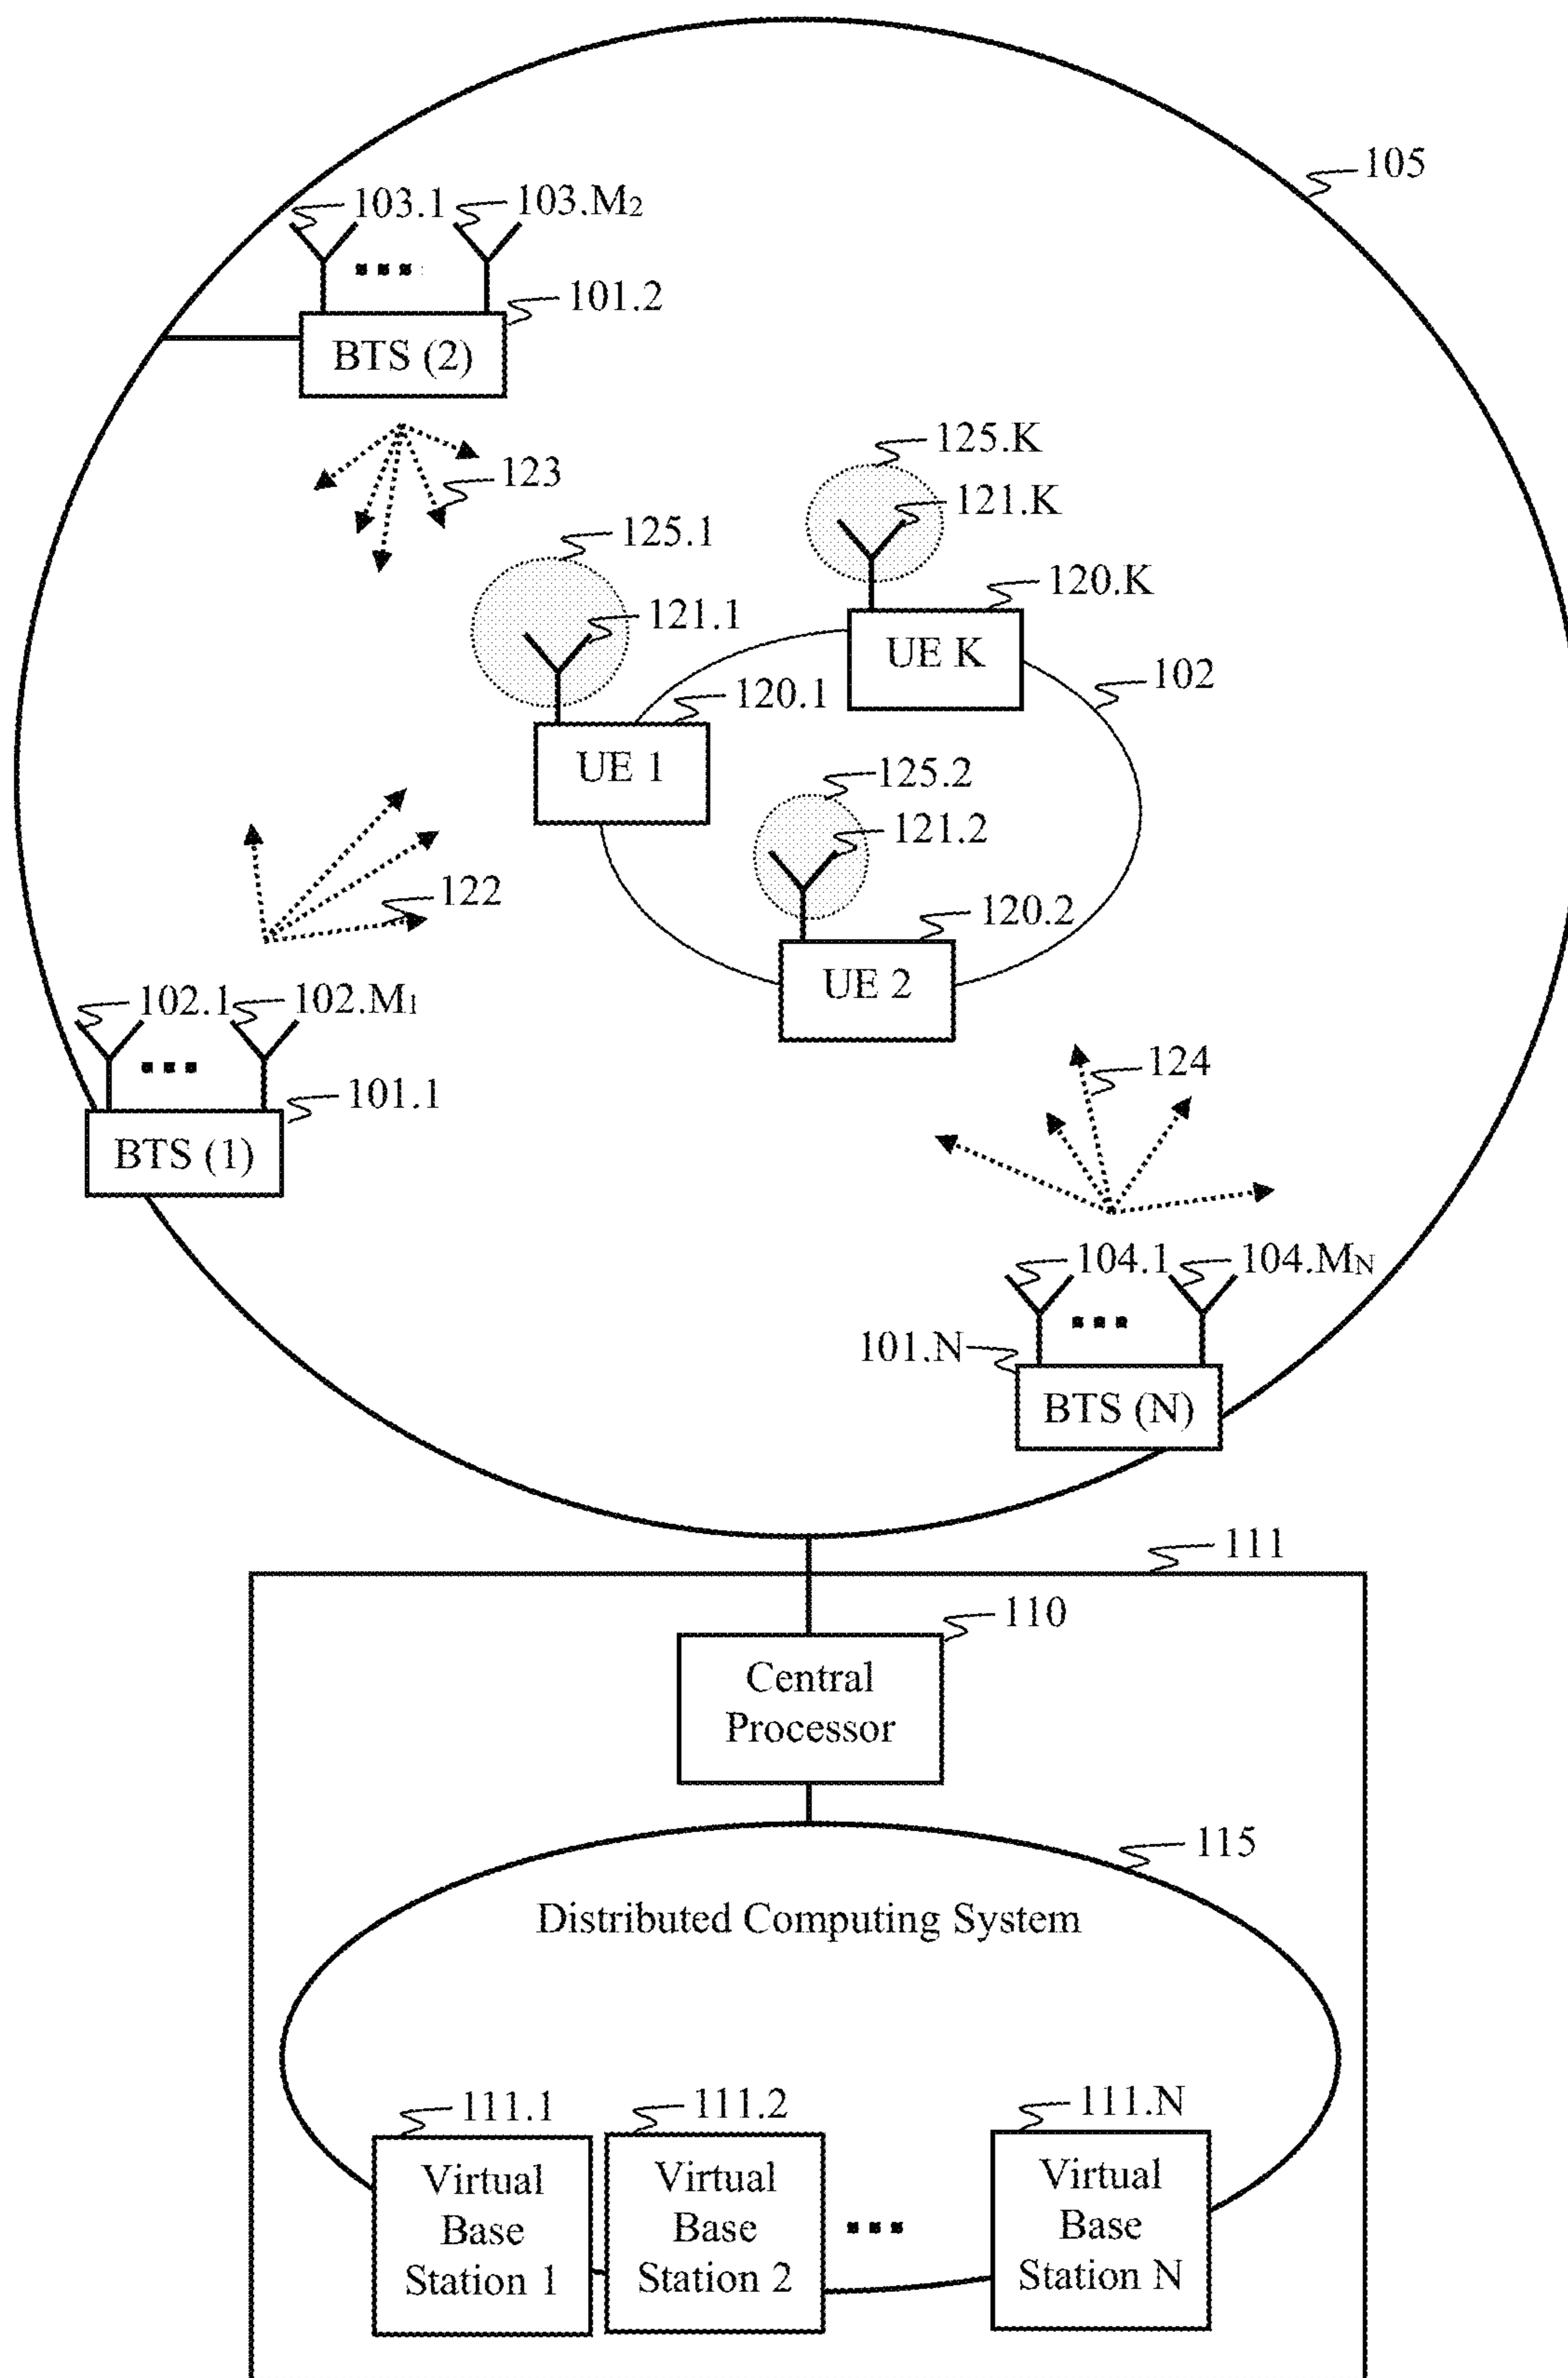 105
103.1
103.M2
101.2
BTS (2)
123
125.K
121.K
125.1
120.K
121.1
UE K
102
120.1
UE 1
125.2
121.2
122
120.2
UE 2
102.1
102.M1
124
101.1
BTS (1)
104.1
104.MN
101.N
BTS (N)
111
110
Central
Processor
115
Distributed Computing System
111.1
111.2
111.N
Virtual
Base
Station 1
Virtual
Base
Station 2
Virtual
Base
Station N